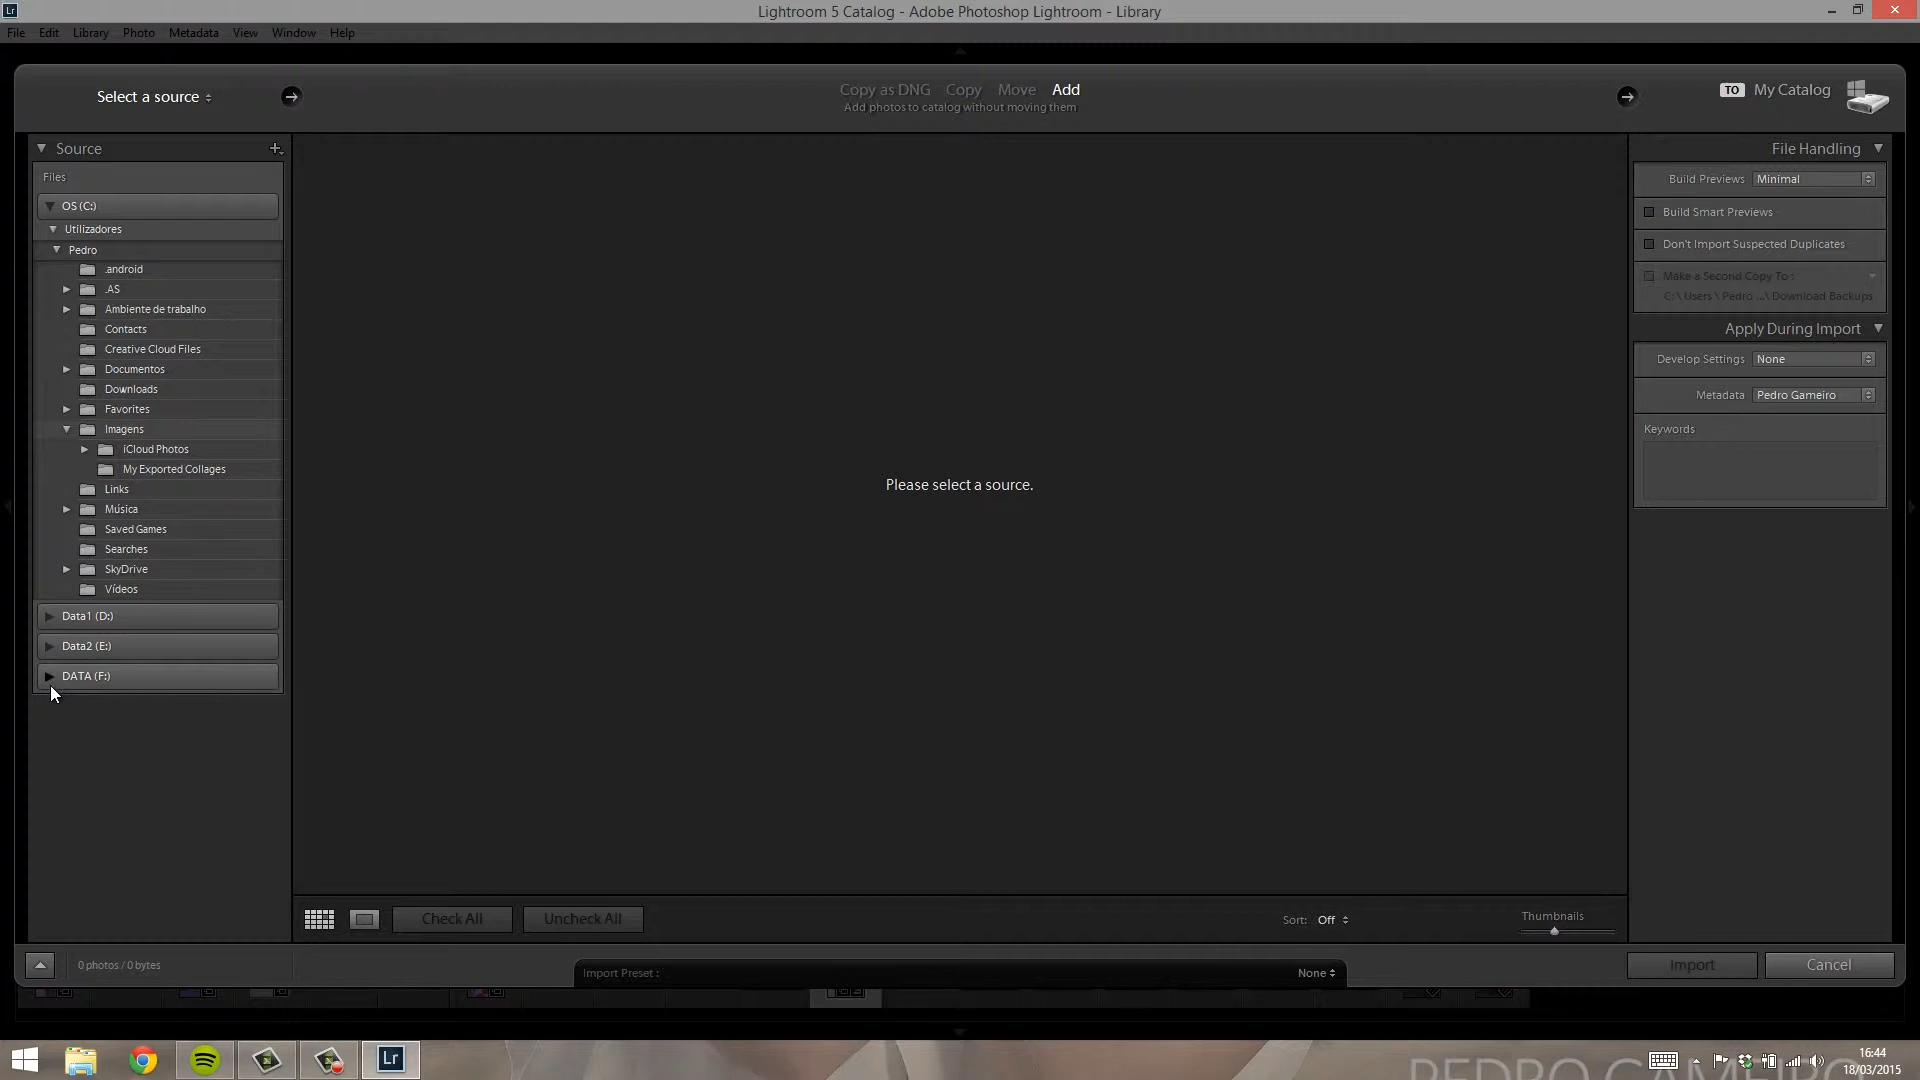 Lr
Lightroom 5 Catalog - Adobe Photoshop Lightroom - Library
File Edit Library Photo Metadata View Window Help
Select a source
Copy as DNG Copy Move Add
Add photos to catalog without moving them
TO My Catalog
Source
Files
OS (C:)
Utilizadores
Pedro
.android
.AS
Ambiente de trabalho
Contacts
Creative Cloud Files
Documentos
Downloads
Favorites
Imagens
iCloud Photos
My Exported Collages
Links
Música
Saved Games
Searches
SkyDrive
Vídeos
Data1 (D:)
Data2 (E:)
DATA (F:)
Please select a source.
File Handling
Build Previews Minimal
Build Smart Previews
Don't Import Suspected Duplicates
Make a Second Copy To :
C:\ Users \ Pedro ...\ Download Backups
Apply During Import
Develop Settings None
Metadata Pedro Gameiro
Keywords
Check All Uncheck All
Sort: Off
Thumbnails
0 photos / 0 bytes
Import Preset : None
Import Cancel
Lr
PEDRO GAMEIRO
16:44
18/03/2015